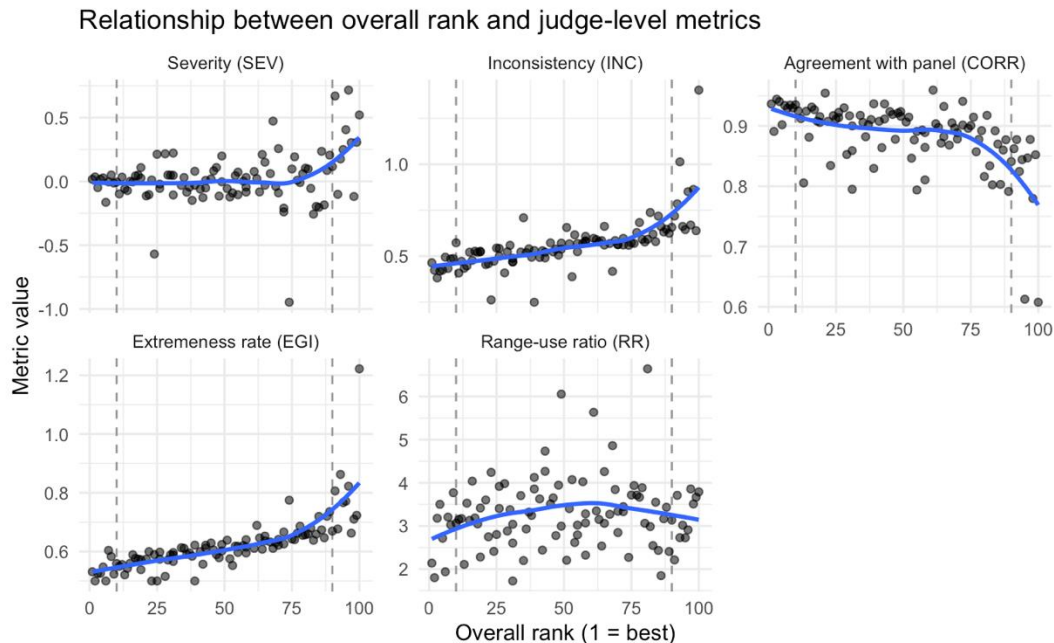 Relationship between overall rank and judge-level metrics
Severity (SEV)
Inconsistency (INC)
Agreement with panel (CORR)
0.5
0.0
-0.5
-1.0
1.0
0.5
0.9
0.8
0.7
0.6
0 25 50 75 100
Metric value
Extremeness rate (EGI)
Range-use ratio (RR)
1.2
1.0
0.8
0.6
0 25 50 75 100
6
5
4
3
2
0 25 50 75 100
Overall rank (1 = best)